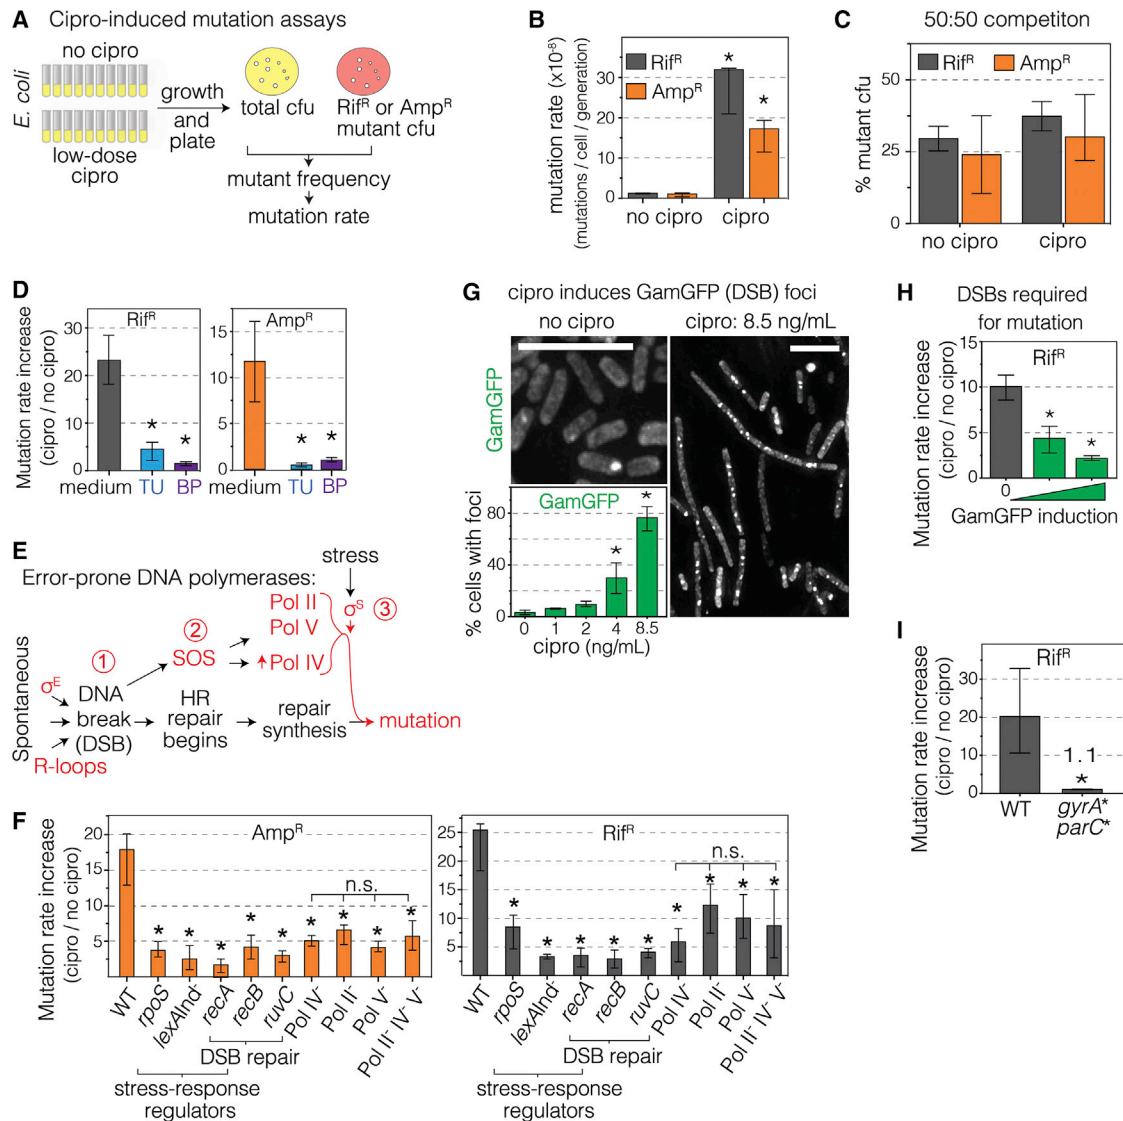 A Cipro-induced mutation assays
E. coli
no cipro
low-dose
cipro
growth
and
plate
total cfu
Rifᴿ or Ampᴿ
mutant cfu
mutant frequency
mutation rate
B
mutation rate (x10⁻⁸)
(mutations / cell / generation)
30
20
10
0
Rifᴿ
Ampᴿ
*
*
no cipro cipro
C 50:50 competiton
% mutant cfu
50
25
0
Rifᴿ Ampᴿ
no cipro cipro
D
Mutation rate increase
(cipro / no cipro)
Rifᴿ
30
20
10
0
* *
medium TU BP
Ampᴿ
15
10
5
0
* *
medium TU BP
E
Error-prone DNA polymerases:
stress
Pol II
Pol V
Pol IV
σˢ ③
②
SOS
①
Spontaneous
σᴱ
DNA
break
(DSB)
R-loops
HR
repair
begins
repair
synthesis
mutation
F
Mutation rate increase
(cipro / no cipro)
Ampᴿ
20
15
10
5
n.s.
* * * * * * * * *
WT
rpoS
lexAInd⁻
recA
recB
ruvC
Pol IV⁻
Pol II⁻
Pol V⁻
Pol II⁻ IV⁻ V⁻
DSB repair
stress-response
regulators
Rifᴿ
25
20
15
10
5
n.s.
* * * * * * * * *
WT
rpoS
lexAInd⁻
recA
recB
ruvC
Pol IV⁻
Pol II⁻
Pol V⁻
Pol II⁻ IV⁻ V⁻
DSB repair
stress-response
regulators
G cipro induces GamGFP (DSB) foci
no cipro
cipro: 8.5 ng/mL
GamGFP
GamGFP
% cells with foci
80
40
0
*
*
0 1 2 4 8.5
cipro (ng/mL)
H DSBs required
for mutation
Mutation rate increase
(cipro / no cipro)
Rifᴿ
15
10
5
0
*
*
0
GamGFP induction
I
Mutation rate increase
(cipro / no cipro)
Rifᴿ
30
20
10
0
1.1
*
WT gyrA*
parC*